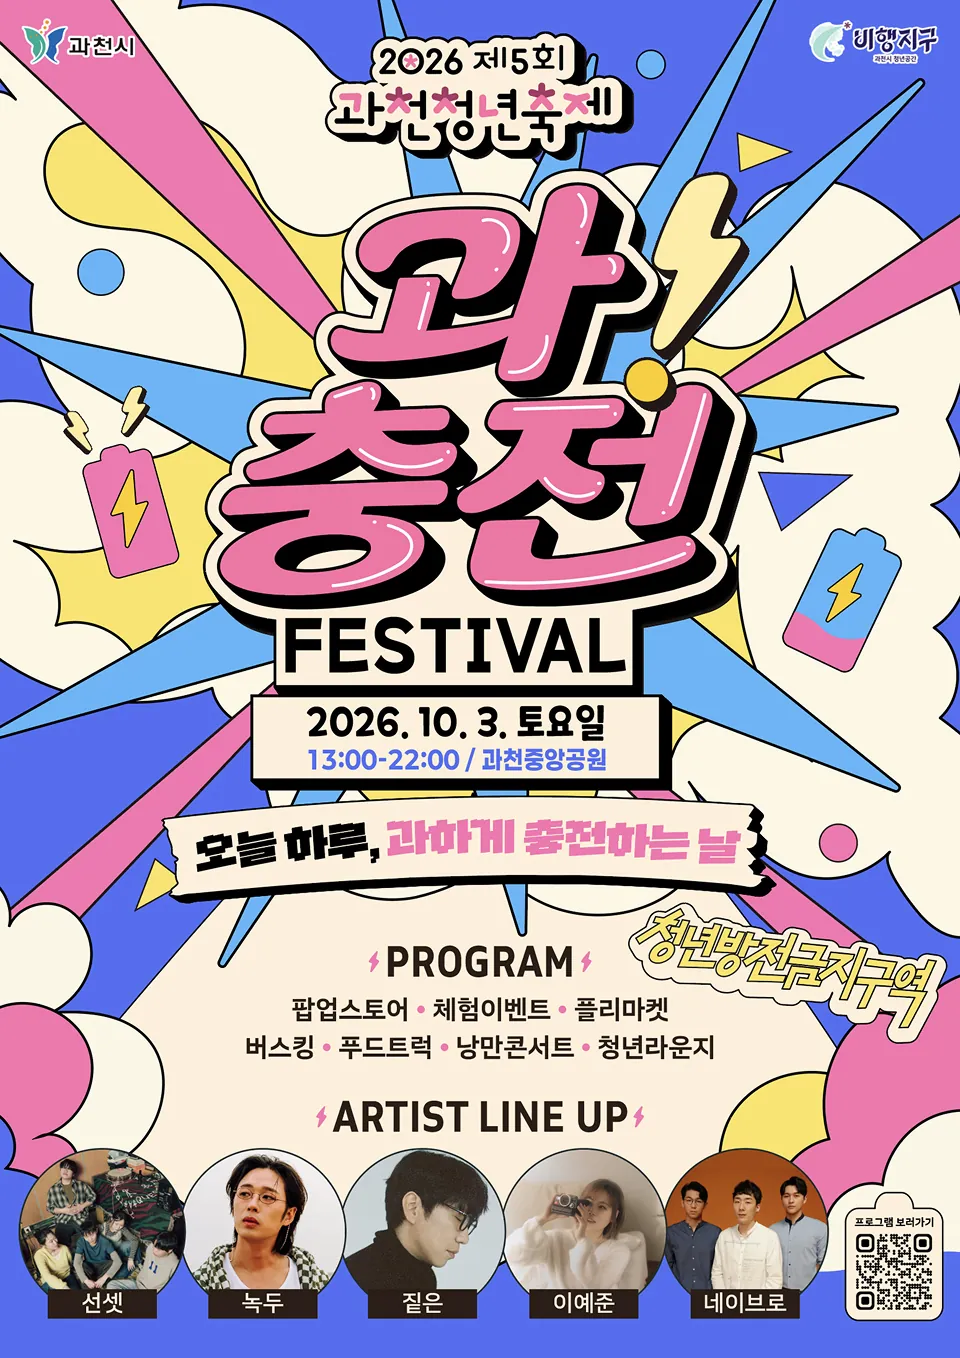 과천시
비행지구
과천시 청년공간
2026 제5회
과천청년축제
과
충전
FESTIVAL
2026. 10. 3. 토요일
13:00-22:00 / 과천중앙공원
오늘 하루, 과하게 충전하는 날
청년방전금지구역
PROGRAM
팝업스토어 • 체험이벤트 • 플리마켓
버스킹 • 푸드트럭 • 낭만콘서트 • 청년라운지
ARTIST LINE UP
선셋
녹두
짙은
이예준
네이브로
프로그램 보러가기